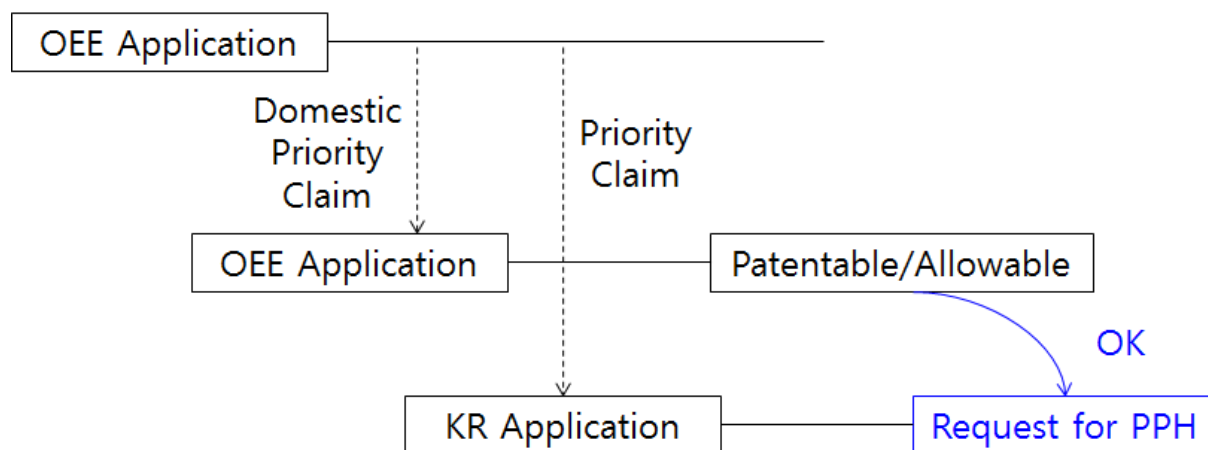 OEE Application
Domestic
Priority
Claim
Priority
Claim
OEE Application
Patentable/Allowable
OK
KR Application
Request for PPH